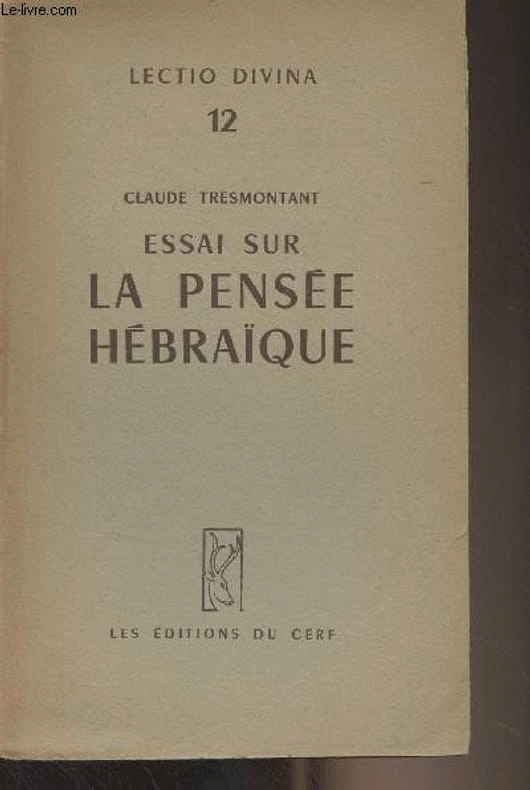 Le-livre.com
LECTIO DIVINA
12
CLAUDE TRESMONTANT
ESSAI SUR
LA PENSÉE
HÉBRAÏQUE
LES ÉDITIONS DU CERF